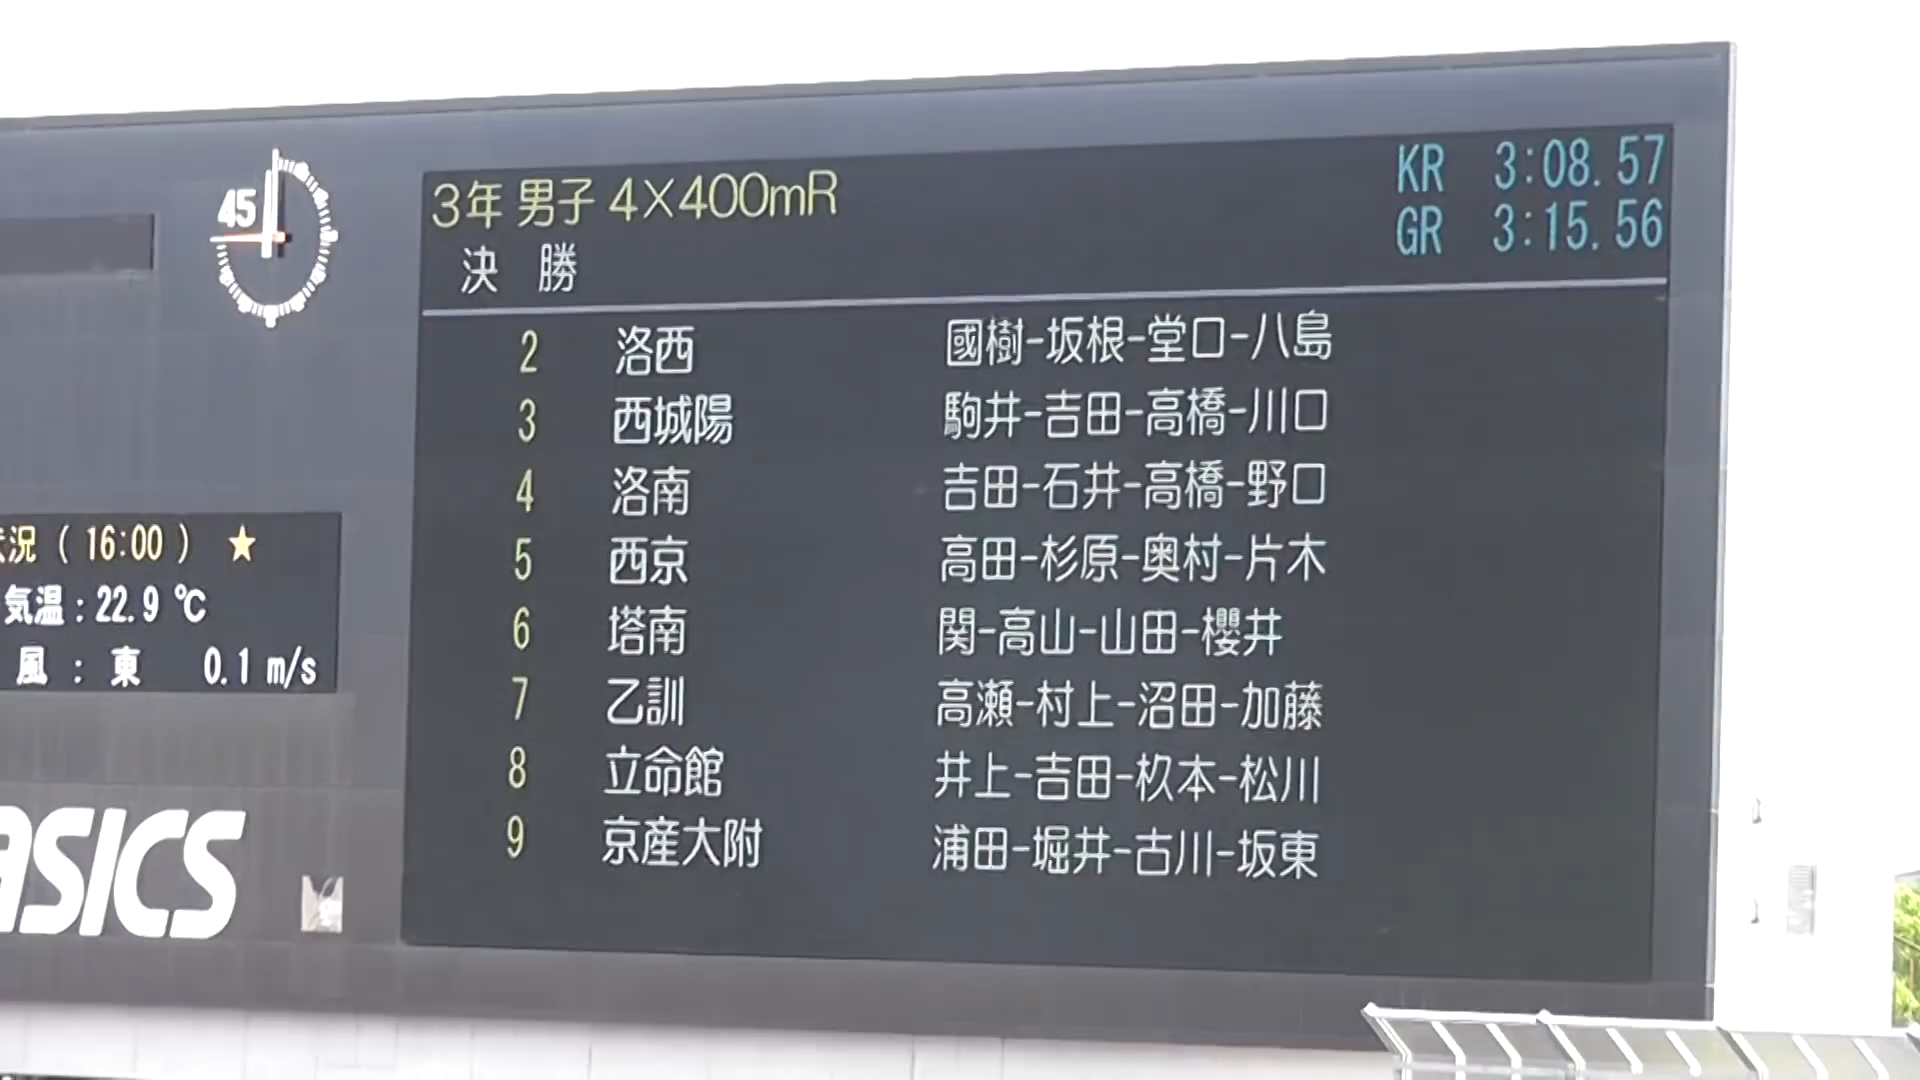 3年 男子 4×400mR
決 勝
KR 3:08.57
GR 3:15.56
2 洛西 國樹-坂根-堂口-八島
3 西城陽 駒井-吉田-高橋-川口
4 洛南 吉田-石井-高橋-野口
5 西京 高田-杉原-奥村-片木
6 塔南 関-高山-山田-櫻井
7 乙訓 高瀬-村上-沼田-加藤
8 立命館 井上-吉田-杦本-松川
9 京産大附 浦田-堀井-古川-坂東
45
状況 ( 16:00 ) ★
気温:22.9 ℃
風 : 東 0.1 m/s
ASICS